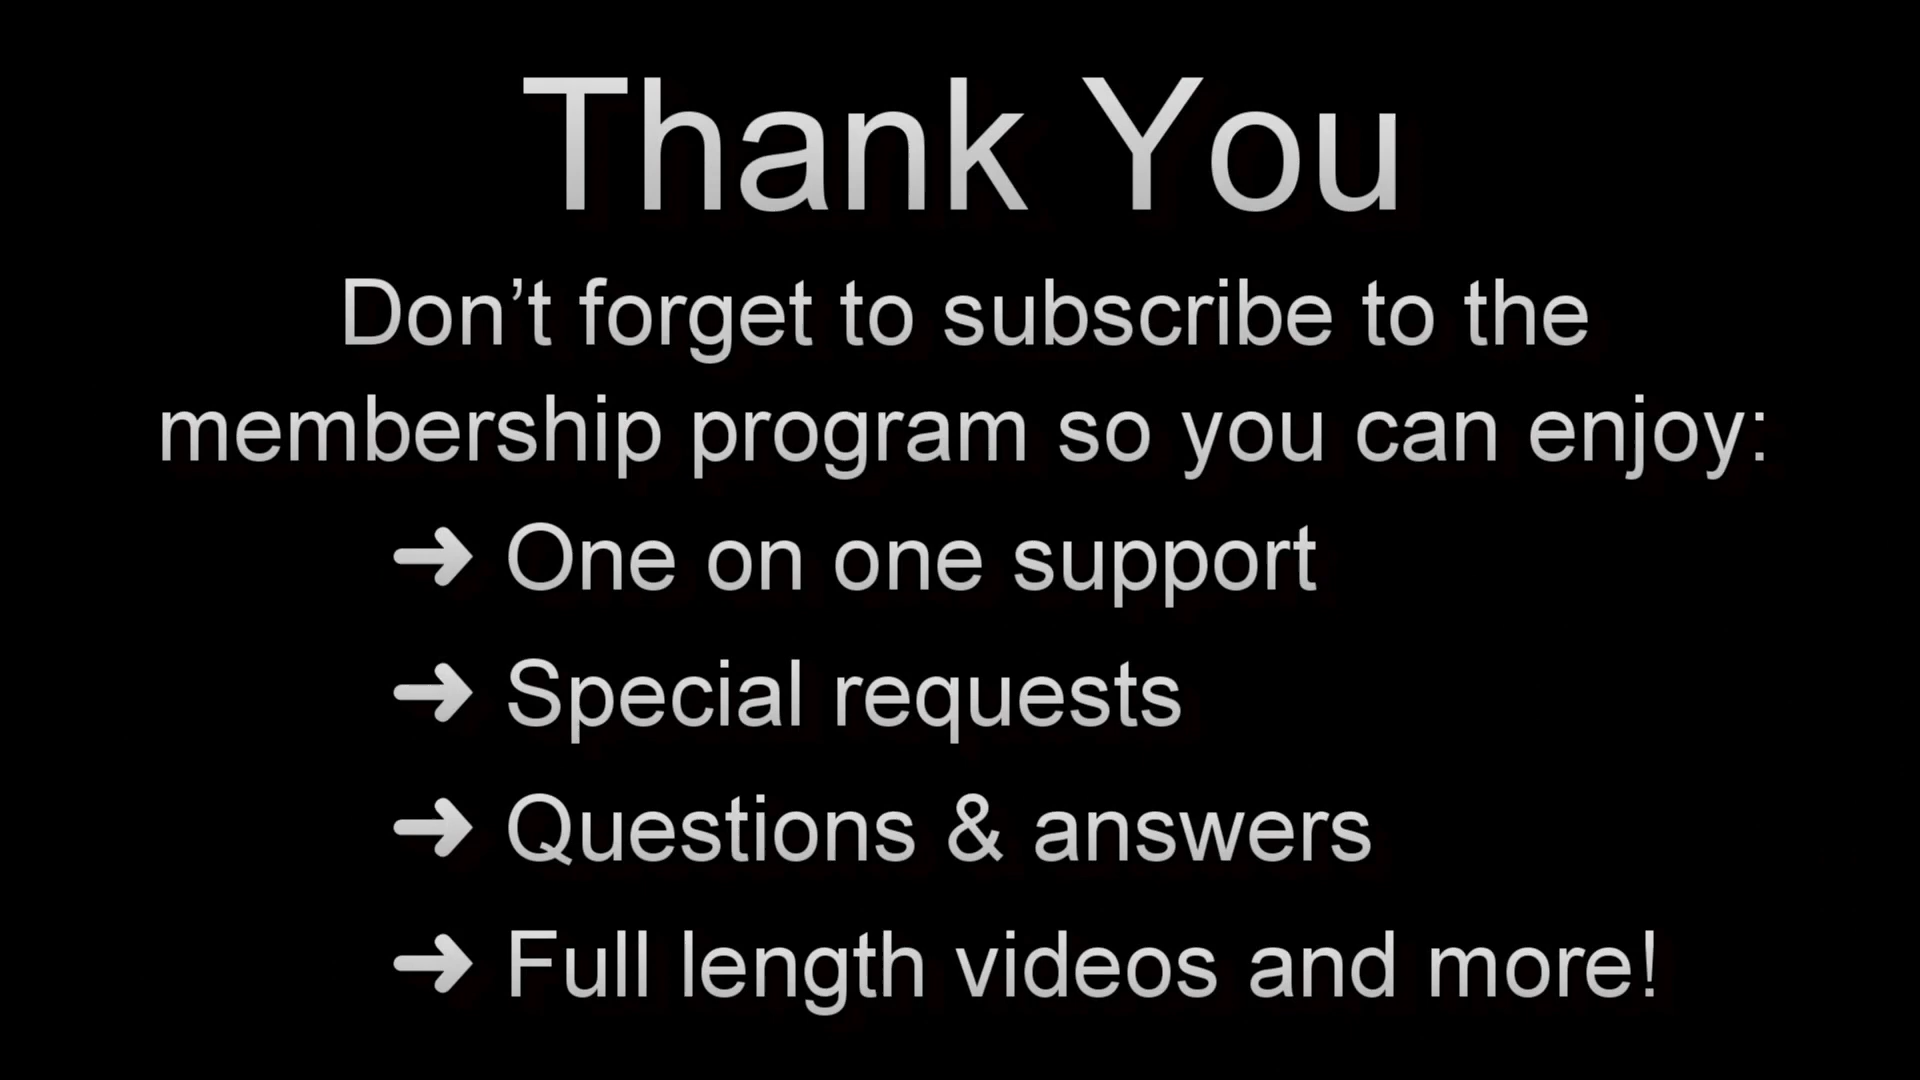 Thank You
Don’t forget to subscribe to the
membership program so you can enjoy:
➜ One on one support
➜ Special requests
➜ Questions & answers
➜ Full length videos and more!